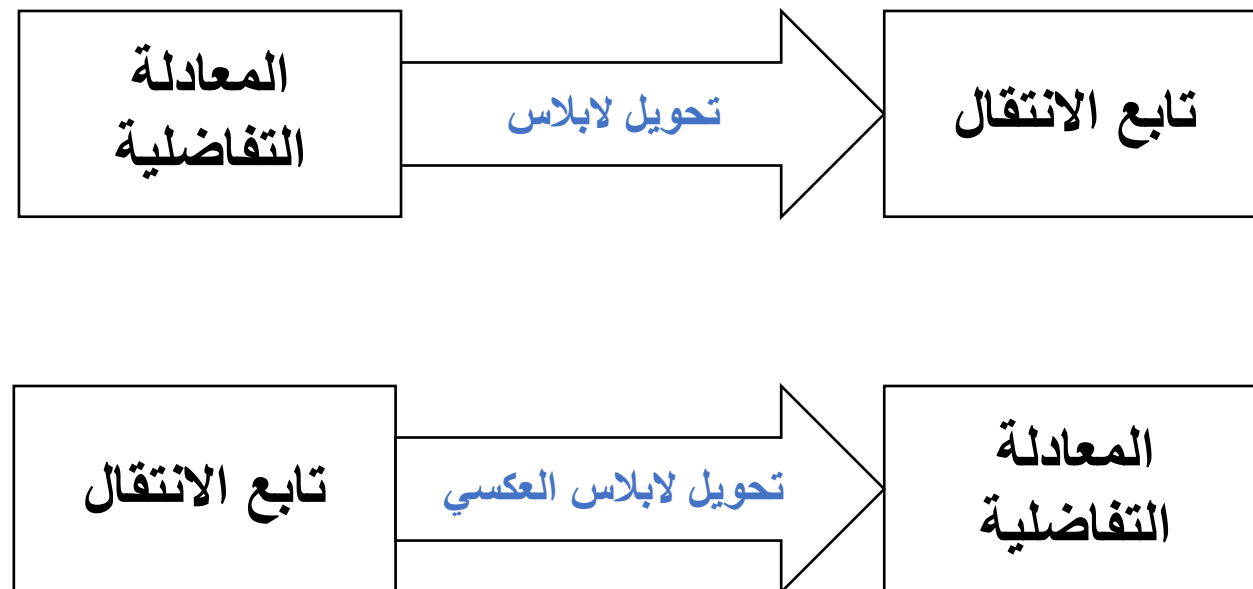 المعادلة
التفاضلية
تحويل لابلاس
تابع الانتقال
تابع الانتقال
تحويل لابلاس العكسي
المعادلة
التفاضلية